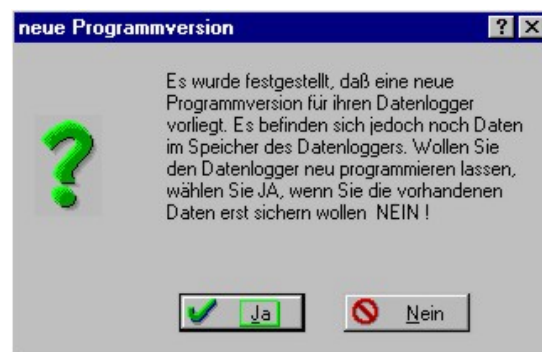 neue Programmversion
Es wurde festgestellt, daß eine neue
Programmversion für ihren Datenlogger
vorliegt. Es befinden sich jedoch noch Daten
im Speicher des Datenloggers. Wollen Sie
den Datenlogger neu programmieren lassen,
wählen Sie JA, wenn Sie die vorhandenen
Daten erst sichern wollen  NEIN !
Ja
Nein